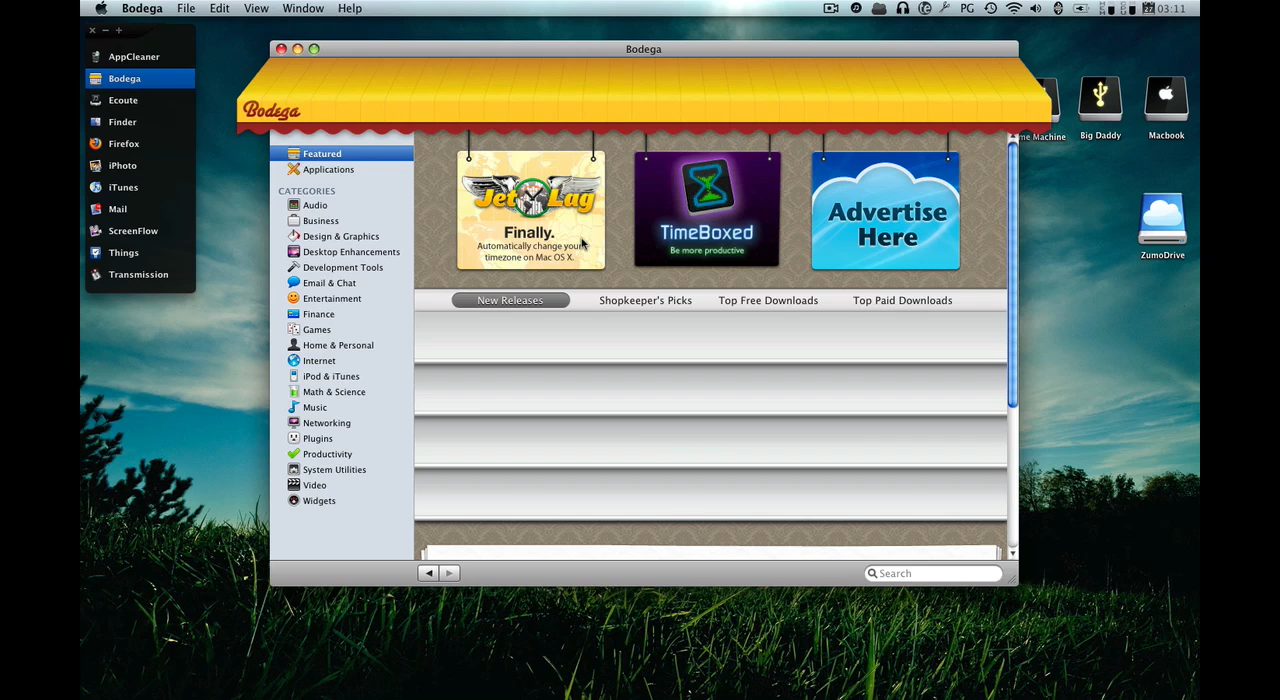 Bodega File Edit View Window Help
PG 27 03:11
AppCleaner
Bodega
Ecoute
Finder
Firefox
iPhoto
iTunes
Mail
ScreenFlow
Things
Transmission
Bodega
Bodega
me Machine
Big Daddy
Macbook
ZumoDrive
Featured
Applications
CATEGORIES
Audio
Business
Design & Graphics
Desktop Enhancements
Development Tools
Email & Chat
Entertainment
Finance
Games
Home & Personal
Internet
iPod & iTunes
Math & Science
Music
Networking
Plugins
Productivity
System Utilities
Video
Widgets
Jet Lag
Finally.
Automatically change your
timezone on Mac OS X.
TimeBoxed
Be more productive
Advertise
Here
New Releases Shopkeeper's Picks Top Free Downloads Top Paid Downloads
Search